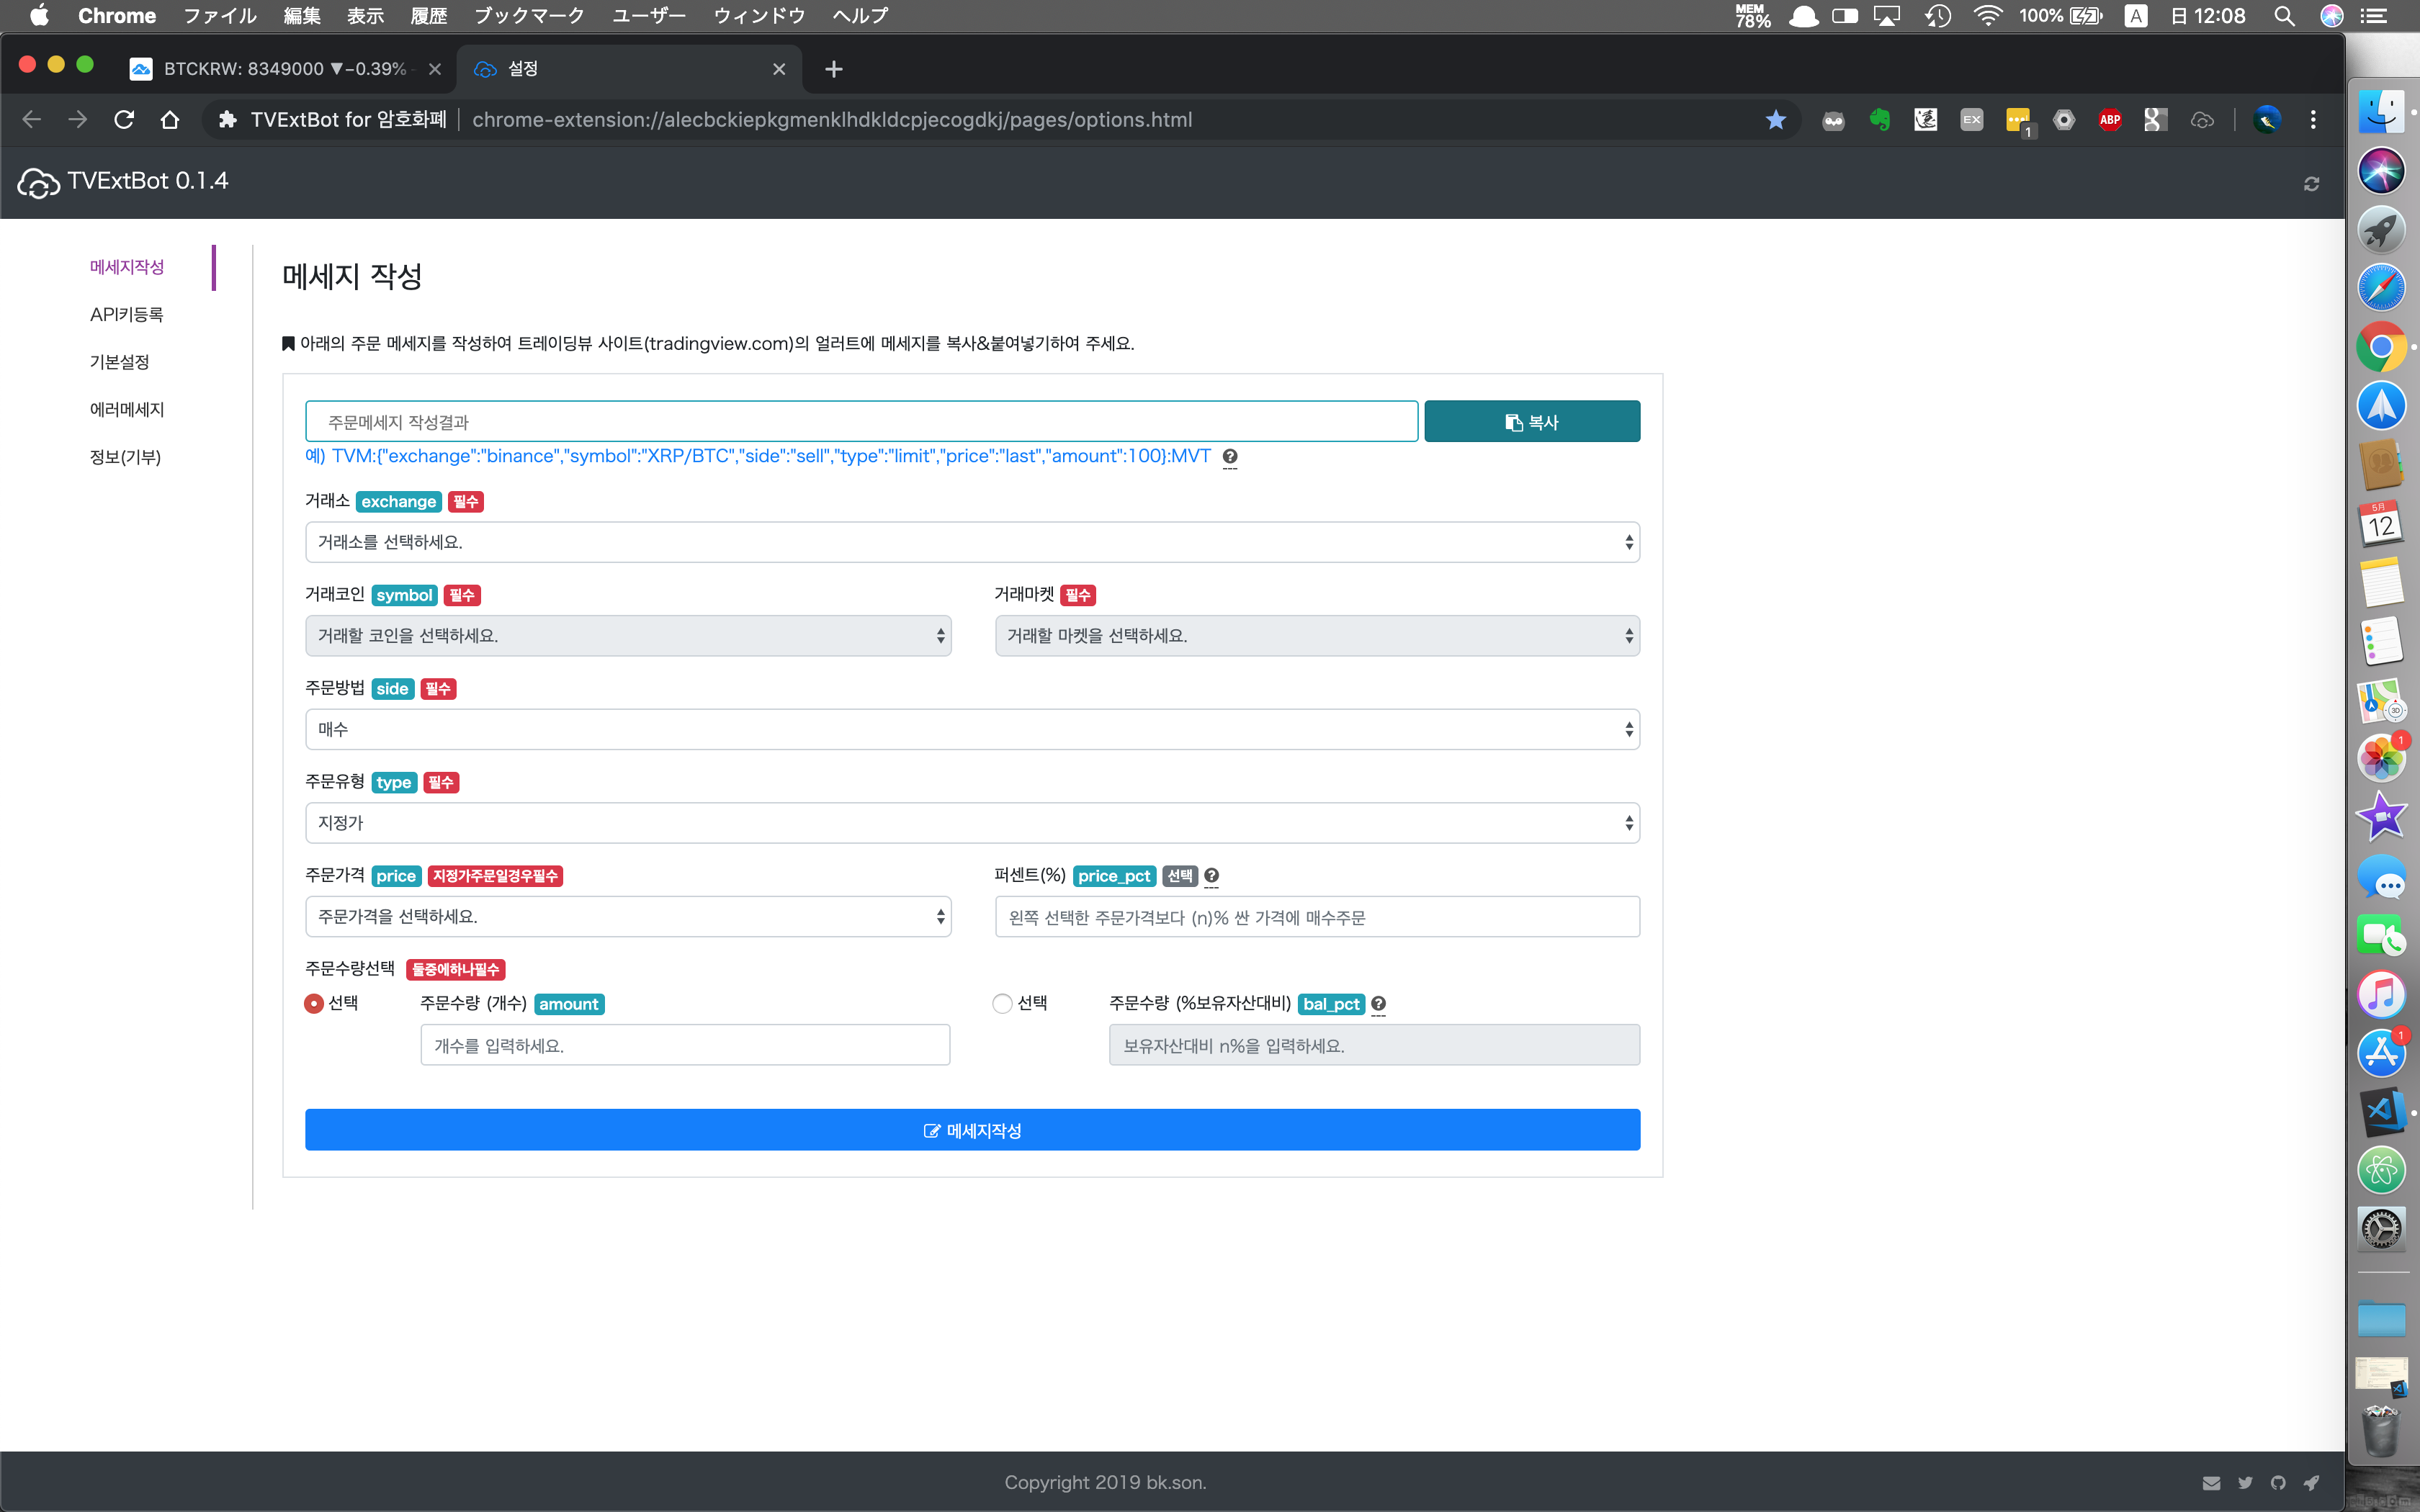 Chrome ファイル 編集 表示 履歴 ブックマーク ユーザー ウィンドウ ヘルプ
MEM 78% 100% A 日 12:08
BTCKRW: 8349000 ▼−0.39%
설정
TVExtBot for 암호화폐 chrome-extension://alecbckiepkgmenklhdkldcpjecogdkj/pages/options.html
EX 1 ABP
TVExtBot 0.1.4
메세지작성
API키등록
기본설정
에러메세지
정보(기부)
메세지 작성
아래의 주문 메세지를 작성하여 트레이딩뷰 사이트(tradingview.com)의 얼러트에 메세지를 복사&붙여넣기하여 주세요.
주문메세지 작성결과 복사
예) TVM:{"exchange":"binance","symbol":"XRP/BTC","side":"sell","type":"limit","price":"last","amount":100}:MVT
거래소 exchange 필수
거래소를 선택하세요.
거래코인 symbol 필수 거래마켓 필수
거래할 코인을 선택하세요. 거래할 마켓을 선택하세요.
주문방법 side 필수
매수
주문유형 type 필수
지정가
주문가격 price 지정가주문일경우필수 퍼센트(%) price_pct 선택
주문가격을 선택하세요. 왼쪽 선택한 주문가격보다 (n)% 싼 가격에 매수주문
주문수량선택 둘중에하나필수
선택 주문수량 (개수) amount 선택 주문수량 (%보유자산대비) bal_pct
개수를 입력하세요. 보유자산대비 n%을 입력하세요.
메세지작성
Copyright 2019 bk.son.
5月
12
3D
1
1